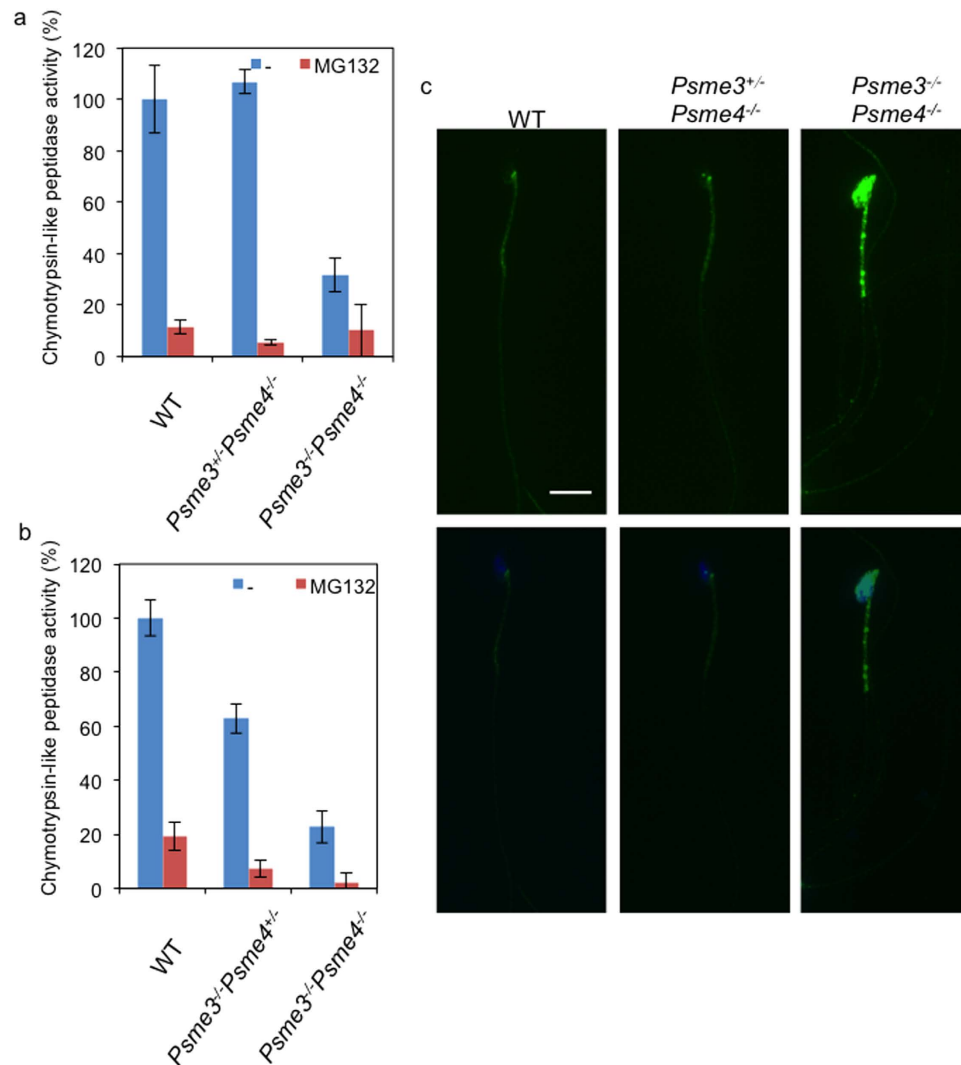 a
Chymotrypsin-like peptidase activity (%)
120
100
80
60
40
20
0
- MG132
WT
Psme3+/-Psme4-/-
Psme3-/-Psme4-/-
b
Chymotrypsin-like peptidase activity (%)
120
100
80
60
40
20
0
- MG132
WT
Psme3-/-Psme4+/-
Psme3-/-Psme4-/-
c
WT
Psme3+/-
Psme4-/-
Psme3-/-
Psme4-/-